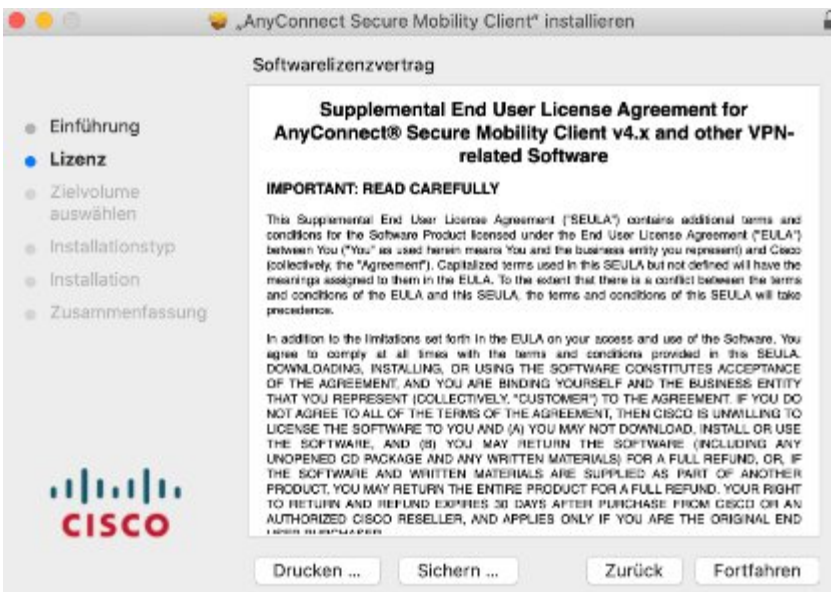 „AnyConnect Secure Mobility Client“ installieren
Softwarelizenzvertrag
Einführung
Lizenz
Zielvolume
auswählen
Installationstyp
Installation
Zusammenfassung
CISCO
Supplemental End User License Agreement for
AnyConnect® Secure Mobility Client v4.x and other VPN-
related Software
IMPORTANT: READ CAREFULLY
This Supplemental End User License Agreement ("SEULA") contains additional terms and
conditions for the Software Product licensed under the End User License Agreement ("EULA")
between You ("You" as used herein means You and the business entity you represent) and Cisco
(collectively, the "Agreement"). Capitalized terms used in this SEULA but not defined will have the
meanings assigned to them in the EULA. To the extent that there is a conflict between the terms
and conditions of the EULA and this SEULA, the terms and conditions of this SEULA will take
precedence.
In addition to the limitations set forth in the EULA on your access and use of the Software, You
agree to comply at all times with the terms and conditions provided in this SEULA.
DOWNLOADING, INSTALLING, OR USING THE SOFTWARE CONSTITUTES ACCEPTANCE
OF THE AGREEMENT, AND YOU ARE BINDING YOURSELF AND THE BUSINESS ENTITY
THAT YOU REPRESENT (COLLECTIVELY, "CUSTOMER") TO THE AGREEMENT. IF YOU DO
NOT AGREE TO ALL OF THE TERMS OF THE AGREEMENT, THEN CISCO IS UNWILLING TO
LICENSE THE SOFTWARE TO YOU AND (A) YOU MAY NOT DOWNLOAD, INSTALL OR USE
THE SOFTWARE, AND (B) YOU MAY RETURN THE SOFTWARE (INCLUDING ANY
UNOPENED CD PACKAGE AND ANY WRITTEN MATERIALS) FOR A FULL REFUND, OR, IF
THE SOFTWARE AND WRITTEN MATERIALS ARE SUPPLIED AS PART OF ANOTHER
PRODUCT, YOU MAY RETURN THE ENTIRE PRODUCT FOR A FULL REFUND. YOUR RIGHT
TO RETURN AND REFUND EXPIRES 30 DAYS AFTER PURCHASE FROM CISCO OR AN
AUTHORIZED CISCO RESELLER, AND APPLIES ONLY IF YOU ARE THE ORIGINAL END
Drucken ...
Sichern ...
Zurück
Fortfahren